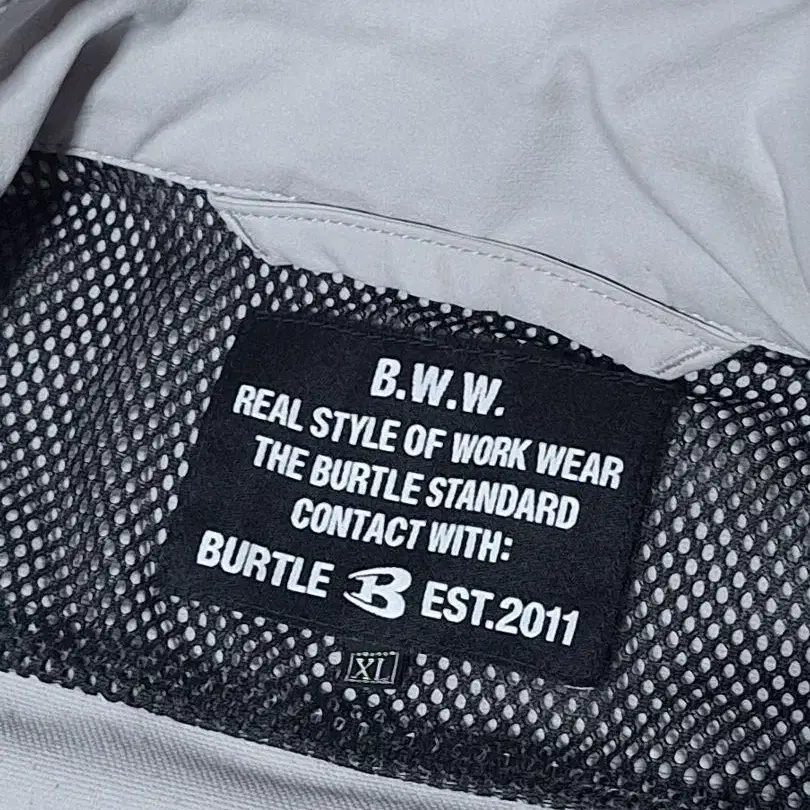 B.W.W.
REAL STYLE OF WORK WEAR
THE BURTLE STANDARD
CONTACT WITH:
BURTLE B EST.2011
XL